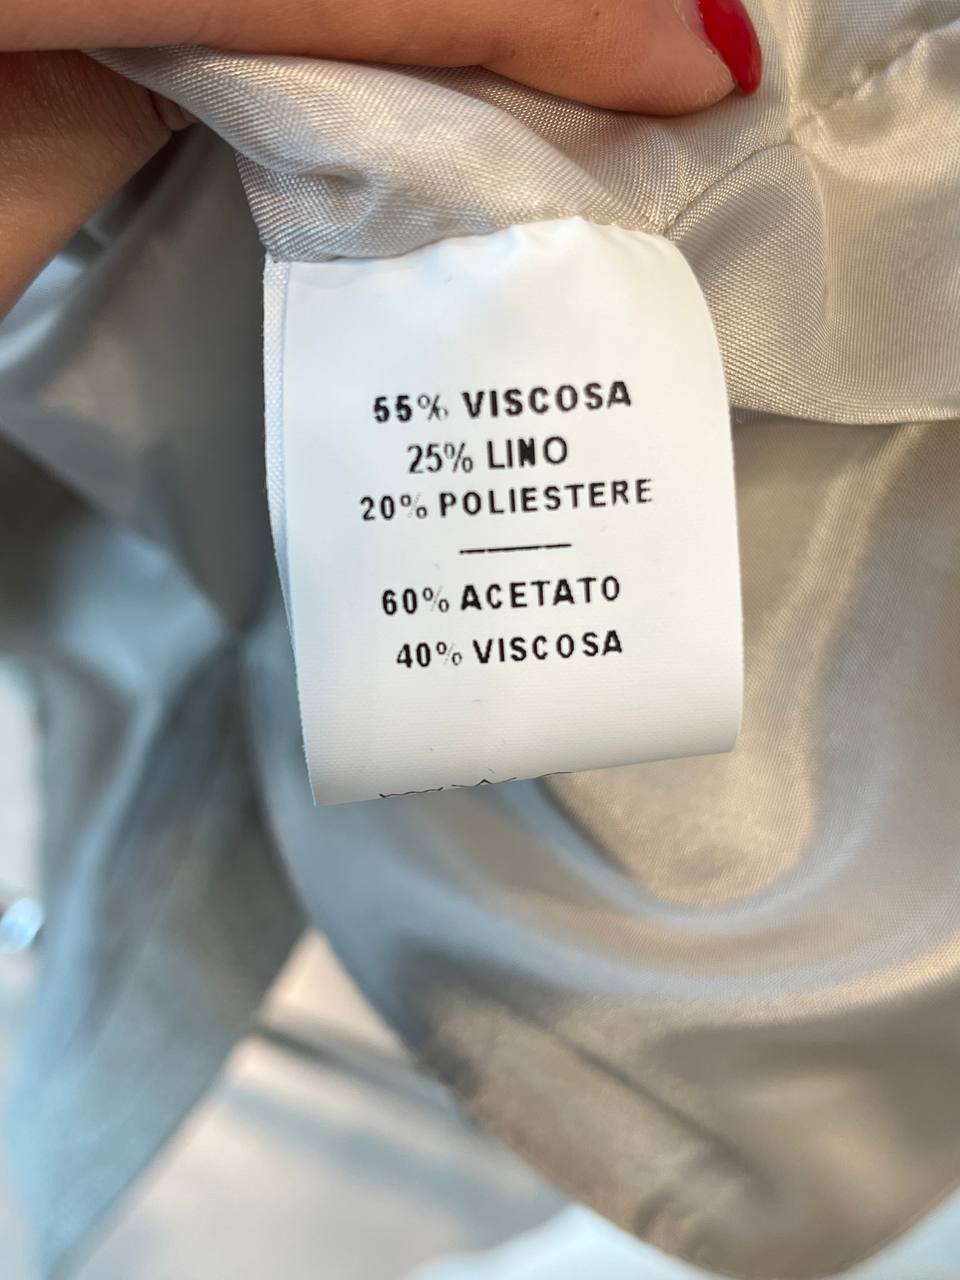 55% VISCOSA
25% LINO
20% POLIESTERE
60% ACETATO
40% VISCOSA